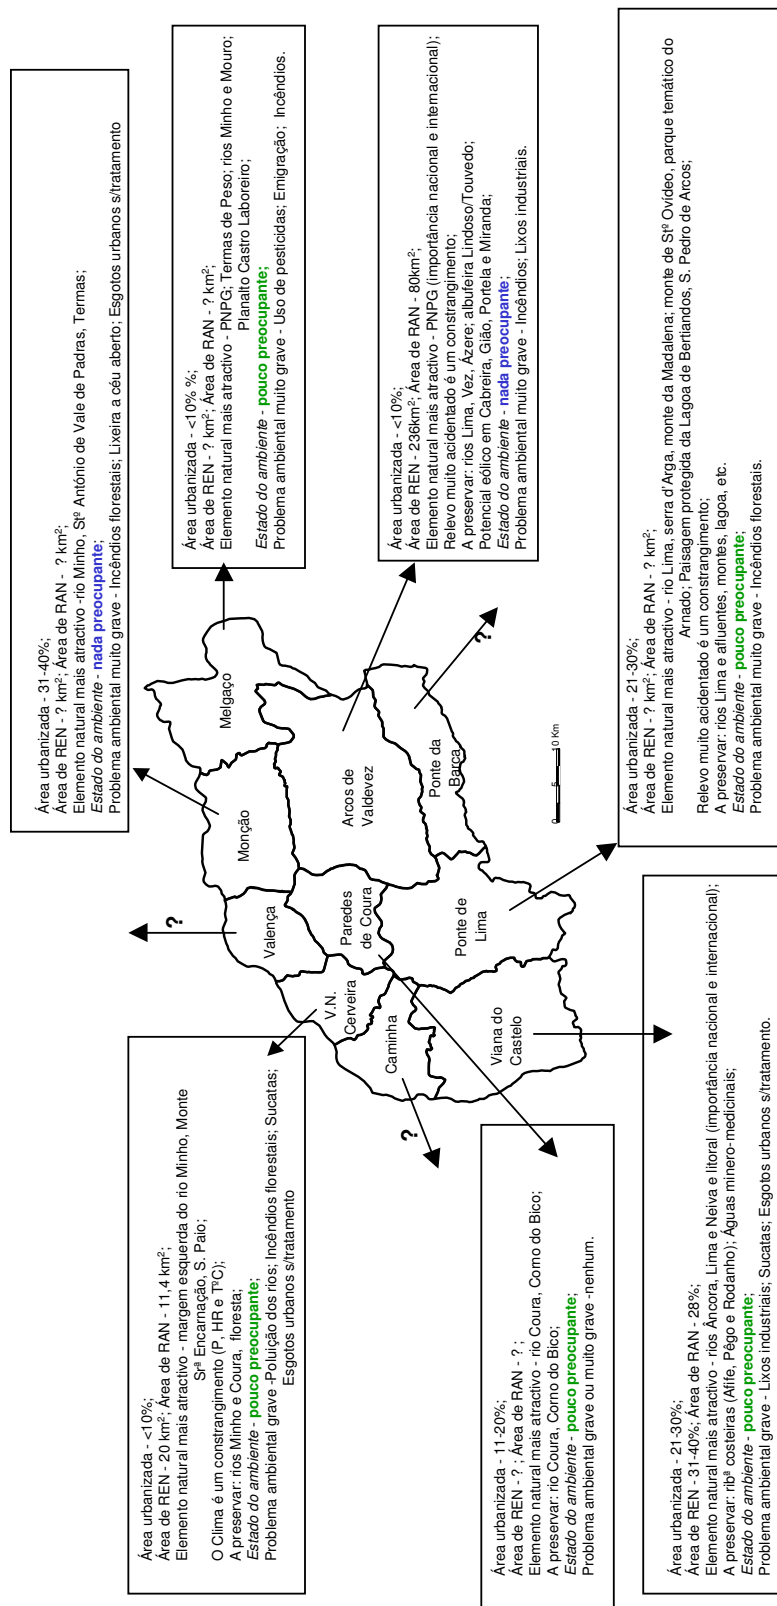 Área urbanizada - <10%;
Área de REN - 20 km²; Área de RAN - 11,4 km²;
Elemento natural mais atractivo - margem esquerda do rio Minho, Monte
Srª Encarnação, S. Paio;
O Clima é um constrangimento (P, HR e TºC);
A preservar: rios Minho e Coura, floresta;
Estado do ambiente - pouco preocupante;
Problema ambiental grave -Poluição dos rios; Incêndios florestais; Sucatas;
Esgotos urbanos s/tratamento
Área urbanizada - 31-40%;
Área de REN - ? km²; Área de RAN - ? km²;
Elemento natural mais atractivo -rio Minho, Stº António de Vale de Padras, Termas;
Estado do ambiente - nada preocupante;
Problema ambiental muito grave - Incêndios florestais; Lixeira a céu aberto; Esgotos urbanos s/tratamento
Área urbanizada - <10% %;
Área de REN - ? km²; Área de RAN - ? km²;
Elemento natural mais atractivo - PNPG; Termas de Peso; rios Minho e Mouro;
Planalto Castro Laboreiro;
Estado do ambiente - pouco preocupante;
Problema ambiental muito grave - Uso de pesticidas; Emigração; Incêndios.
?
Melgaço
Monção
Valença
V.N.
Cerveira
Caminha
Paredes
de Coura
Arcos de
Valdevez
Ponte da
Barca
Ponte de
Lima
Viana do
Castelo
?
?
0 5 10 Km
Área urbanizada - <10%;
Área de REN - 236km²; Área de RAN - 80km²;
Elemento natural mais atractivo - PNPG (importância nacional e internacional);
Relevo muito acidentado é um constrangimento;
A preservar: rios Lima, Vez, Ázere; albufeira Lindoso/Touvedo;
Potencial eólico em Cabreira, Gião, Portela e Miranda;
Estado do ambiente - nada preocupante;
Problema ambiental muito grave - Incêndios; Lixos industriais.
Área urbanizada - 11-20%;
Área de REN - ? ; Área de RAN - ? ;
Elemento natural mais atractivo - rio Coura, Corno do Bico;
A preservar: rio Coura, Corno do Bico;
Estado do ambiente - pouco preocupante;
Problema ambiental grave ou muito grave -nenhum.
Área urbanizada - 21-30%;
Área de REN - 31-40%; Área de RAN - 28%;
Elemento natural mais atractivo - rios Âncora, Lima e Neiva e litoral (importância nacional e internacional);
A preservar: ribª costeiras (Afife, Pêgo e Rodanho); Águas minero-medicinais;
Estado do ambiente - pouco preocupante;
Problema ambiental grave - Lixos industriais; Sucatas; Esgotos urbanos s/tratamento.
Área urbanizada - 21-30%;
Área de REN - ? km²; Área de RAN - ? km²;
Elemento natural mais atractivo - rio Lima, serra d'Arga, monte da Madalena; monte de Stº Ovídeo, parque temático do
Arnado; Paisagem protegida da Lagoa de Bertiandos, S. Pedro de Arcos;
Relevo muito acidentado é um constrangimento;
A preservar: rios Lima e afluentes, montes, lagoa, etc.
Estado do ambiente - pouco preocupante;
Problema ambiental muito grave - Incêndios florestais.